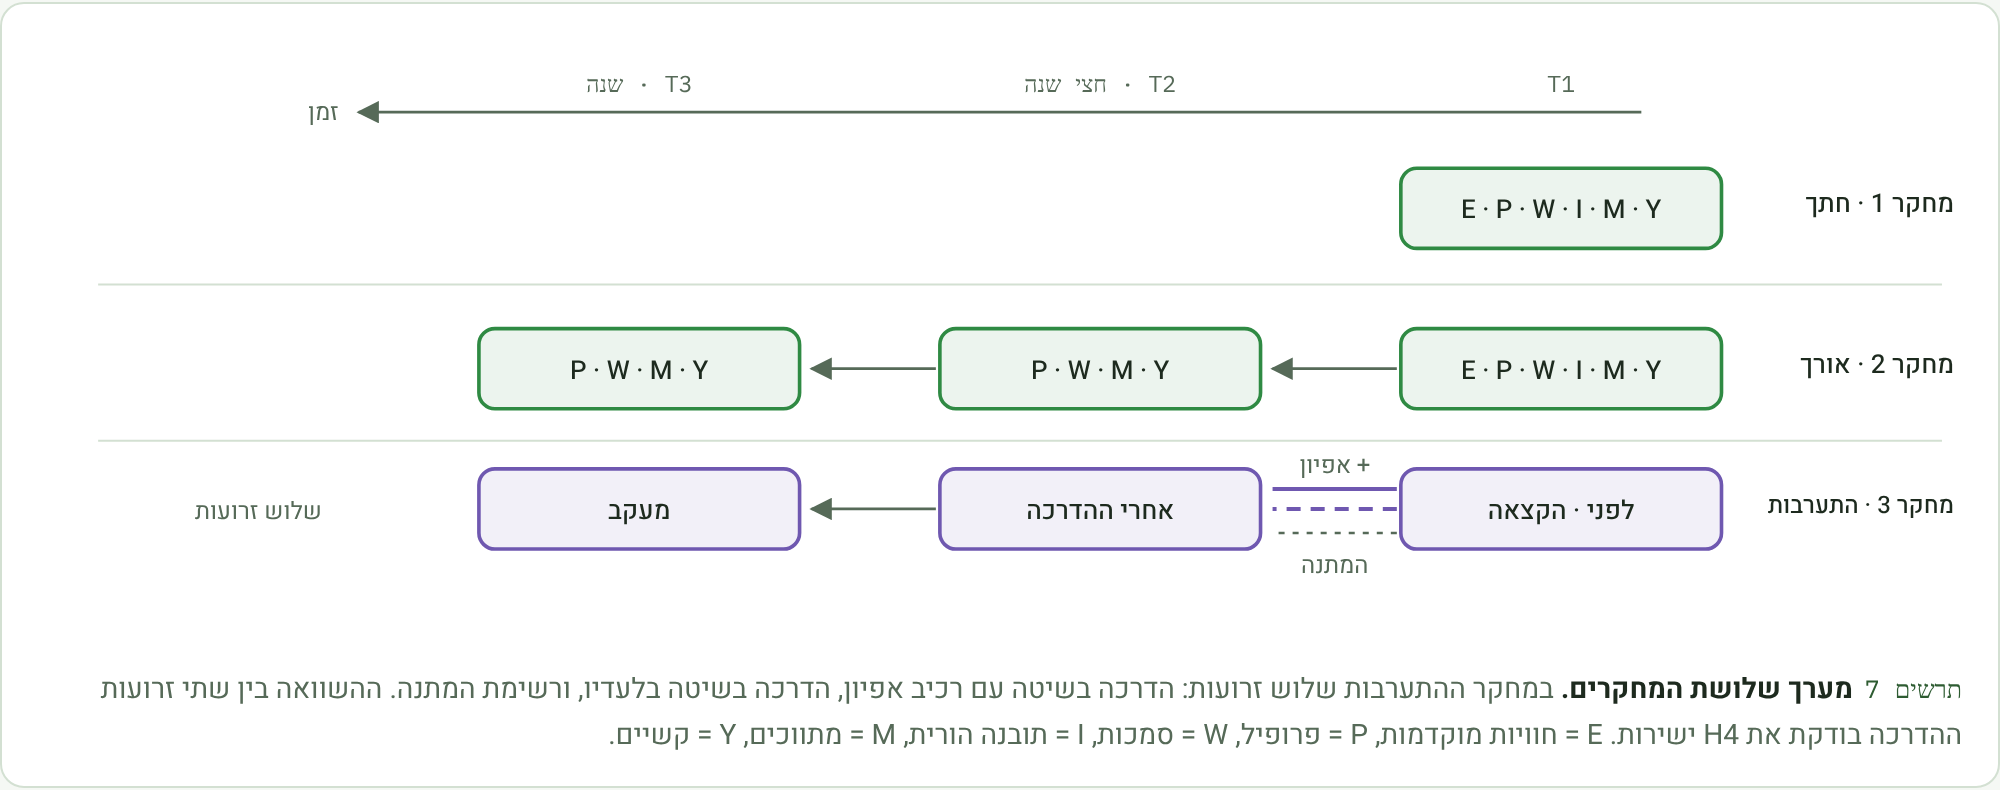 T1
T2 · חצי שנה
T3 · שנה
זמן
מחקר 1 · חתך
E · P · W · I · M · Y
מחקר 2 · אורך
E · P · W · I · M · Y
P · W · M · Y
P · W · M · Y
מחקר 3 · התערבות
לפני · הקצאה
+ אפיון
המתנה
אחרי ההדרכה
מעקב
שלוש זרועות
תרשים 7 מערך שלושת המחקרים. במחקר ההתערבות שלוש זרועות: הדרכה בשיטה עם רכיב אפיון, הדרכה בשיטה בלעדיו, ורשימת המתנה. ההשוואה בין שתי זרועות
ההדרכה בודקת את H4 ישירות. E = חוויות מוקדמות, P = פרופיל, W = סמכות, I = תובנה הורית, M = מתווכים, Y = קשיים.